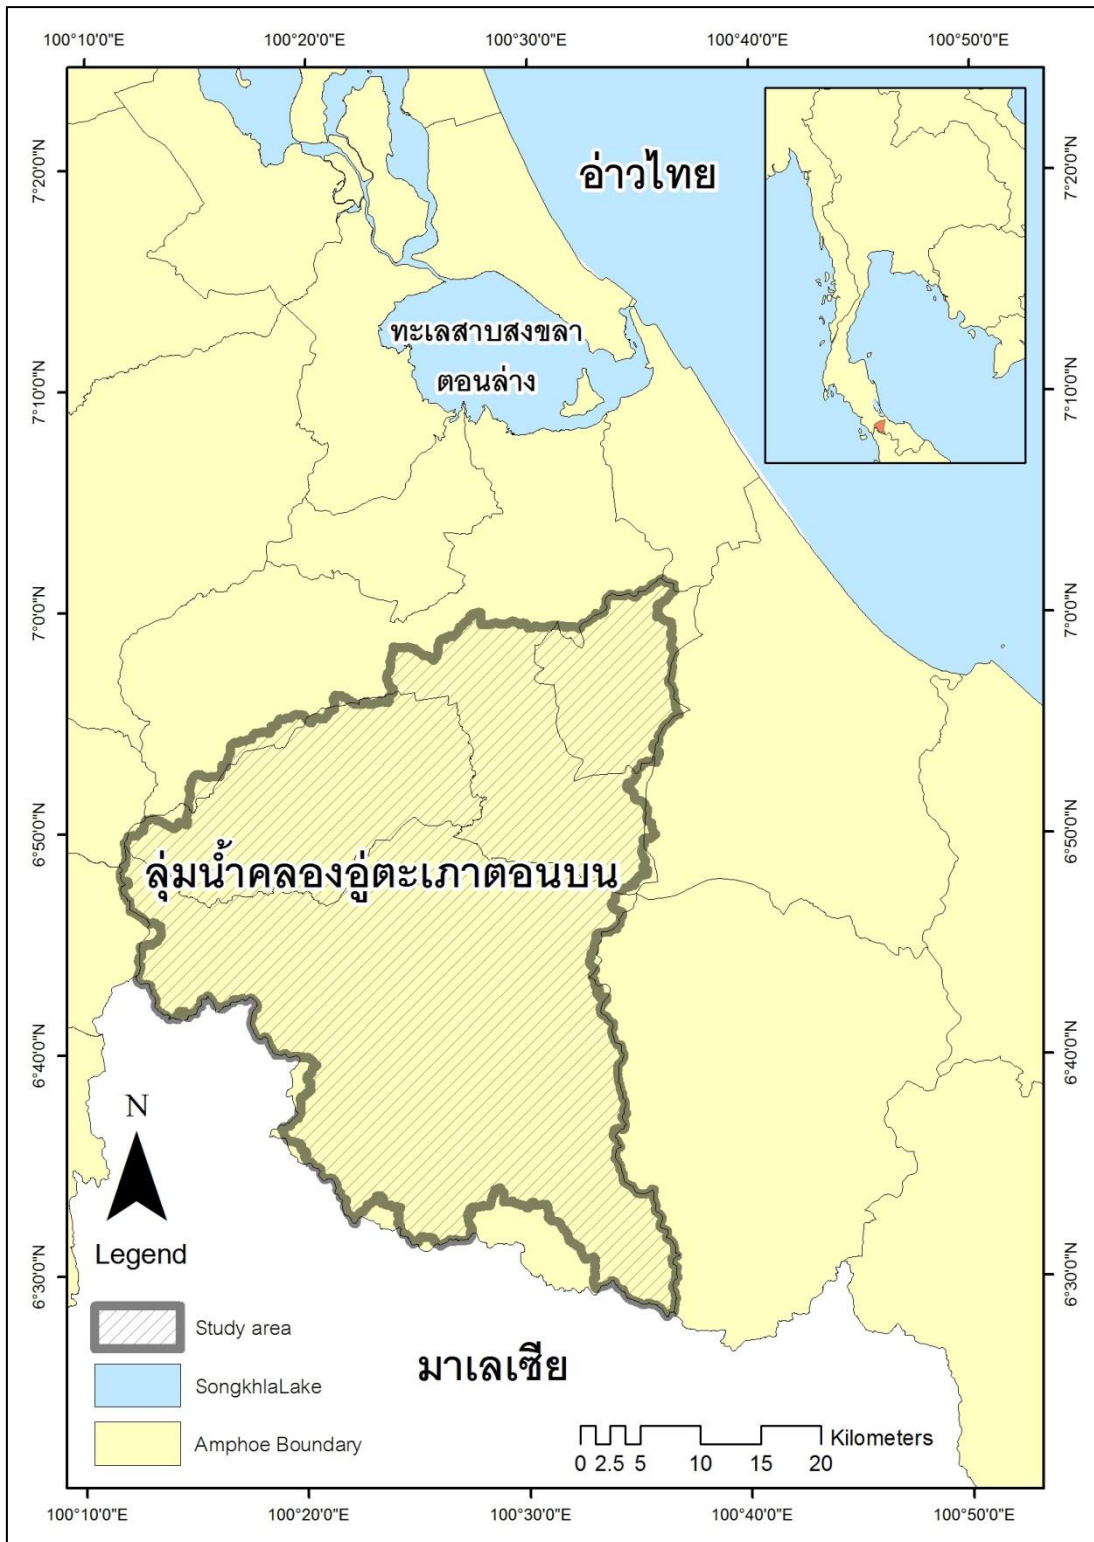 100°10'0"E 100°20'0"E 100°30'0"E 100°40'0"E 100°50'0"E
7°20'0"N
7°10'0"N
7°0'0"N
6°50'0"N
6°40'0"N
6°30'0"N
อ่าวไทย
ทะเลสาบสงขลา
ตอนล่าง
ลุ่มน้ำคลองอู่ตะเภาตอนบน
N
Legend
Study area
SongkhlaLake
Amphoe Boundary
มาเลเซีย
Kilometers
0 2.5 5 10 15 20
7°20'0"N
7°10'0"N
7°0'0"N
6°50'0"N
6°40'0"N
6°30'0"N
100°10'0"E 100°20'0"E 100°30'0"E 100°40'0"E 100°50'0"E